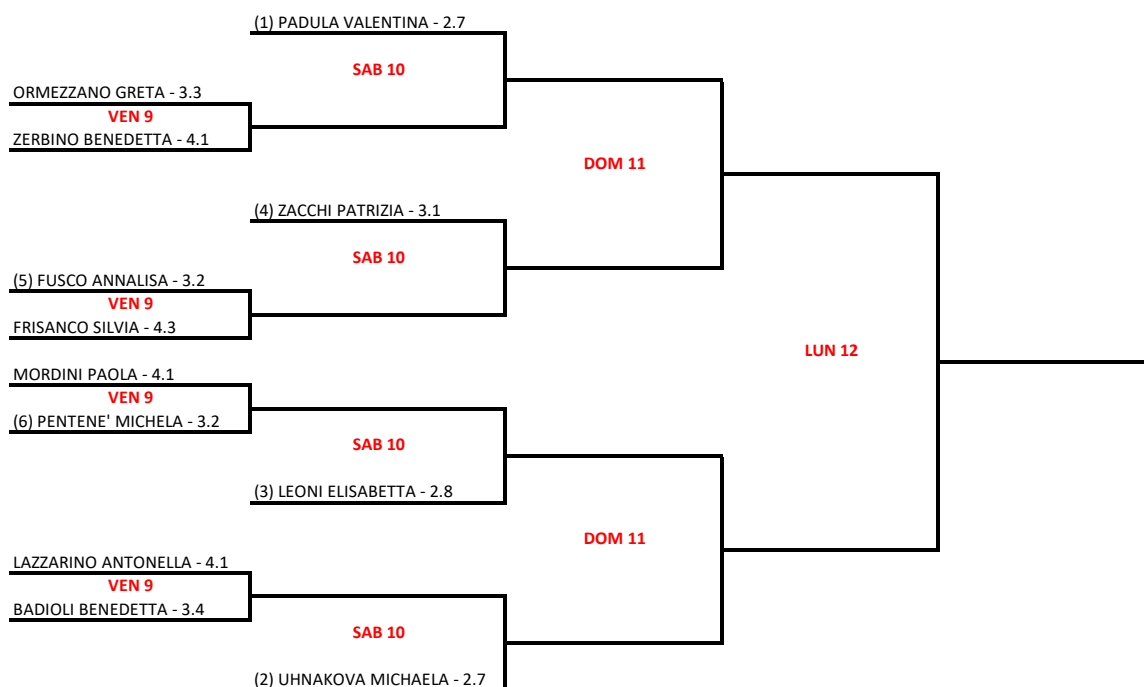 (1) PADULA VALENTINA - 2.7
SAB 10
ORMEZZANO GRETA - 3.3
VEN 9
ZERBINO BENEDETTA - 4.1
DOM 11
(4) ZACCHI PATRIZIA - 3.1
SAB 10
(5) FUSCO ANNALISA - 3.2
VEN 9
FRISANCO SILVIA - 4.3
LUN 12
MORDINI PAOLA - 4.1
VEN 9
(6) PENTENE' MICHELA - 3.2
SAB 10
(3) LEONI ELISABETTA - 2.8
DOM 11
LAZZARINO ANTONELLA - 4.1
VEN 9
BADIOLI BENEDETTA - 3.4
SAB 10
(2) UHNAKOVA MICHAELA - 2.7